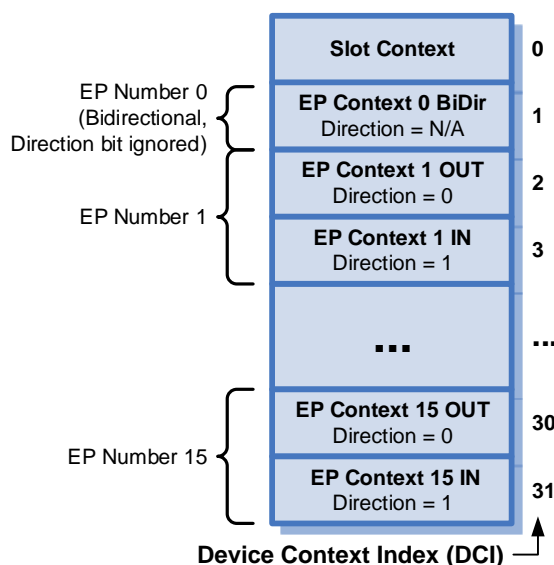 Slot Context
0
EP Number 0
(Bidirectional,
Direction bit ignored)
EP Context 0 BiDir
Direction = N/A
1
EP Number 1
EP Context 1 OUT
Direction = 0
2
EP Context 1 IN
Direction = 1
3
...
...
EP Number 15
EP Context 15 OUT
Direction = 0
30
EP Context 15 IN
Direction = 1
31
Device Context Index (DCI)